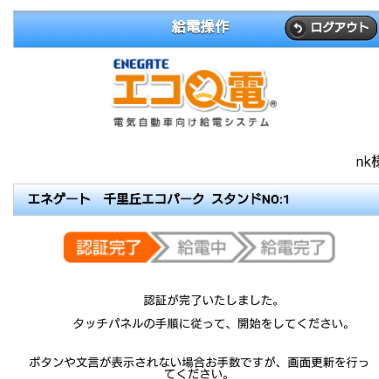 給電操作
ログアウト
ENEGATE
エコQ電®
電気自動車向け給電システム
nk様
エネゲート　千里丘エコパーク スタンドNO:1
認証完了 給電中 給電完了
認証が完了いたしました。
タッチパネルの手順に従って、開始をしてください。
ボタンや文言が表示されない場合お手数ですが、画面更新を行っ
てください。